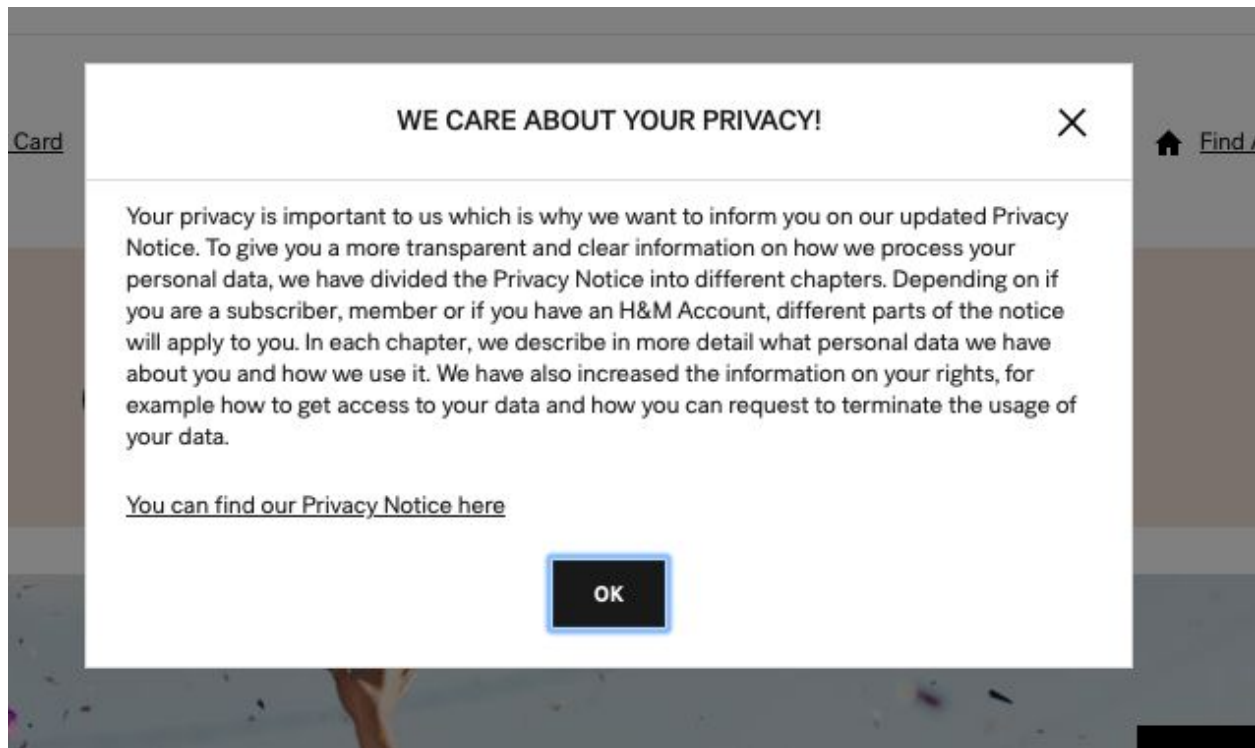 WE CARE ABOUT YOUR PRIVACY!
Card
Find
Your privacy is important to us which is why we want to inform you on our updated Privacy
Notice. To give you a more transparent and clear information on how we process your
personal data, we have divided the Privacy Notice into different chapters. Depending on if
you are a subscriber, member or if you have an H&M Account, different parts of the notice
will apply to you. In each chapter, we describe in more detail what personal data we have
about you and how we use it. We have also increased the information on your rights, for
example how to get access to your data and how you can request to terminate the usage of
your data.
You can find our Privacy Notice here
OK